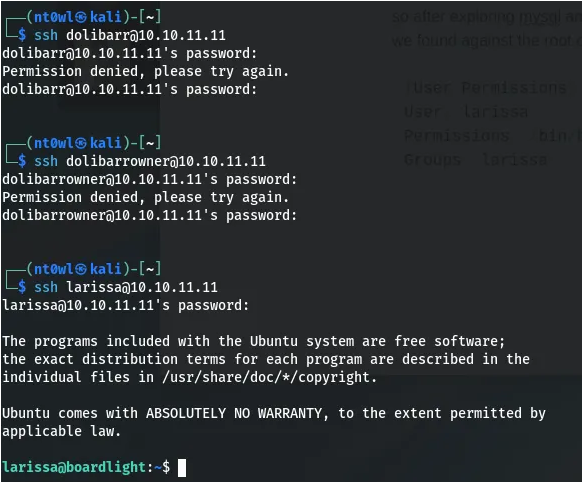 ┌──(nt0wl㉿kali)-[~]
└─$ ssh dolibarr@10.10.11.11
dolibarr@10.10.11.11's password:
Permission denied, please try again.
dolibarr@10.10.11.11's password:
┌──(nt0wl㉿kali)-[~]
└─$ ssh dolibarrowner@10.10.11.11
dolibarrowner@10.10.11.11's password:
Permission denied, please try again.
dolibarrowner@10.10.11.11's password:
┌──(nt0wl㉿kali)-[~]
└─$ ssh larissa@10.10.11.11
larissa@10.10.11.11's password:
The programs included with the Ubuntu system are free software;
the exact distribution terms for each program are described in the
individual files in /usr/share/doc/*/copyright.
Ubuntu comes with ABSOLUTELY NO WARRANTY, to the extent permitted by
applicable law.
larissa@boardlight:~$
so after exploring mysql an
we found against the root
User Permissions
User larissa
Permissions bin/
Groups larissa